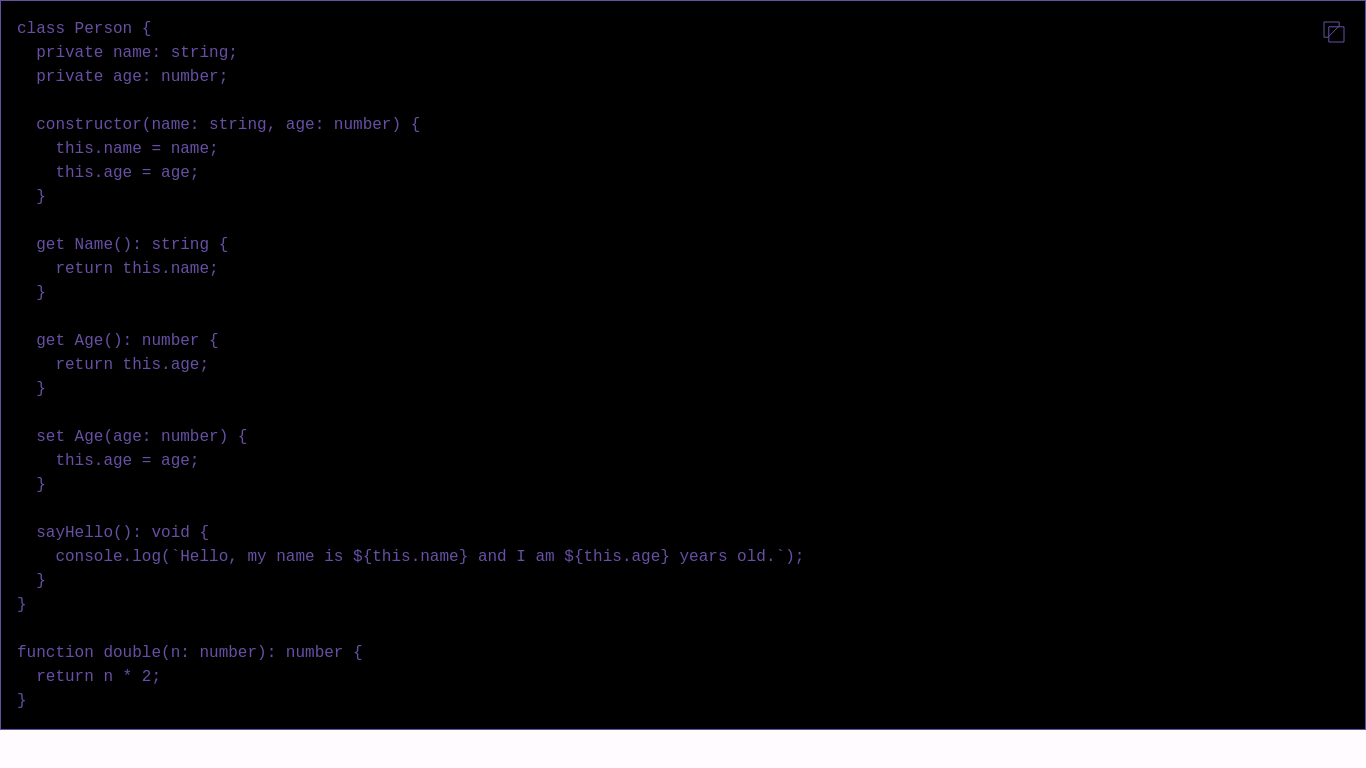 class Person {
  private name: string;
  private age: number;

  constructor(name: string, age: number) {
    this.name = name;
    this.age = age;
  }

  get Name(): string {
    return this.name;
  }

  get Age(): number {
    return this.age;
  }

  set Age(age: number) {
    this.age = age;
  }

  sayHello(): void {
    console.log(`Hello, my name is ${this.name} and I am ${this.age} years old.`);
  }
}

function double(n: number): number {
  return n * 2;
}